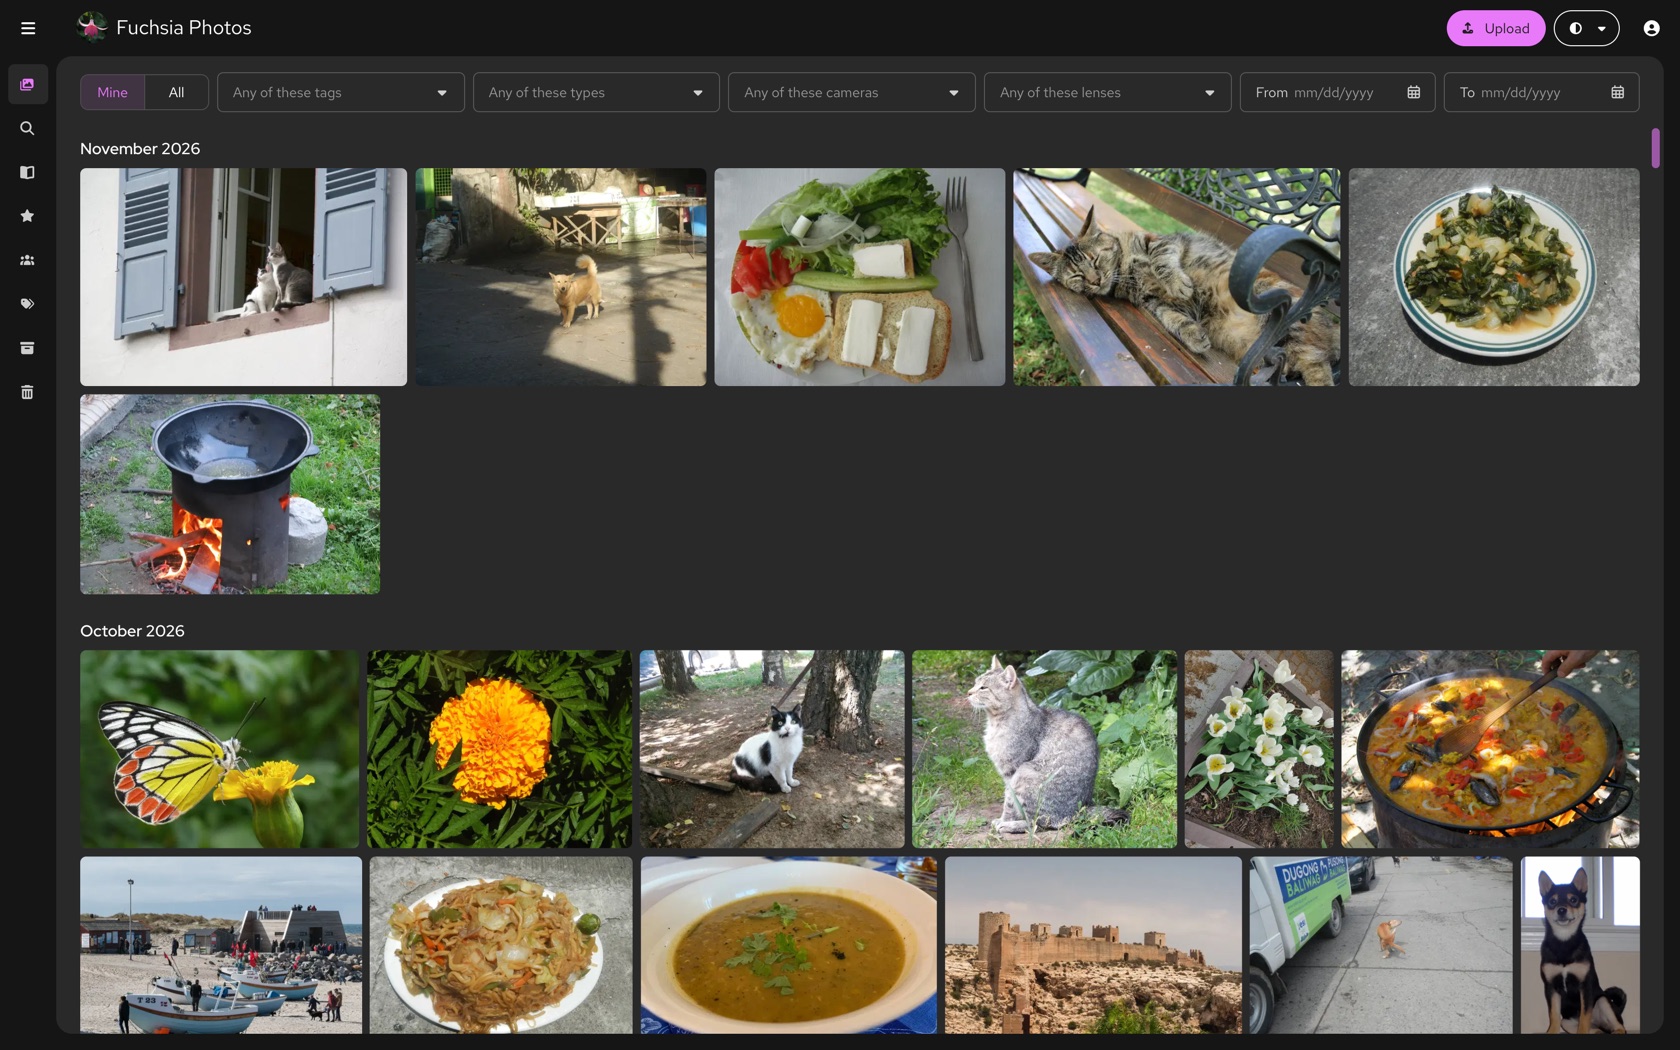 Fuchsia Photos
Upload
Mine
All
Any of these tags
Any of these types
Any of these cameras
Any of these lenses
From mm/dd/yyyy
To mm/dd/yyyy
November 2026
October 2026
DUGONG
BALIWAG
T 23